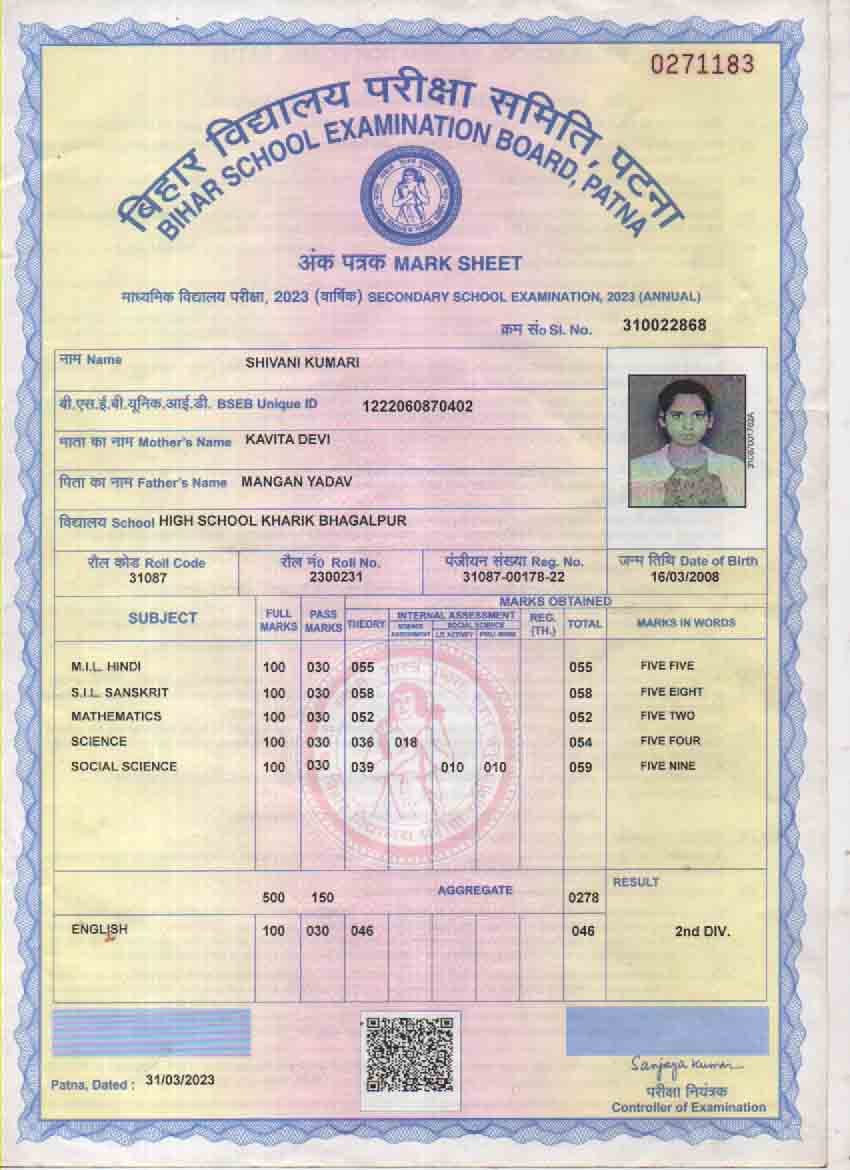 0271183
बिहार विद्यालय परीक्षा समिति, पटना
BIHAR SCHOOL EXAMINATION BOARD, PATNA
अंक पत्रक MARK SHEET
माध्यमिक विद्यालय परीक्षा, 2023 (वार्षिक) SECONDARY SCHOOL EXAMINATION, 2023 (ANNUAL)
क्रम सं० Sl. No. 310022868
नाम Name SHIVANI KUMARI
बी.एस.ई.बी.यूनिक.आई.डी. BSEB Unique ID 1222060870402
माता का नाम Mother's Name KAVITA DEVI
पिता का नाम Father's Name MANGAN YADAV
विद्यालय School HIGH SCHOOL KHARIK BHAGALPUR
रौल कोड Roll Code रौल नं0 Roll No. पंजीयन संख्या Reg. No. जन्म तिथि Date of Birth
31087 2300231 31087-00178-22 16/03/2008
MARKS OBTAINED
SUBJECT FULL MARKS PASS MARKS THEORY INTERNAL ASSESSMENT REG. (TH.) TOTAL MARKS IN WORDS
SCIENCE SOCIAL SCIENCE
M.I.L. HINDI 100 030 055 055 FIVE FIVE
S.I.L. SANSKRIT 100 030 058 058 FIVE EIGHT
MATHEMATICS 100 030 052 052 FIVE TWO
SCIENCE 100 030 036 018 054 FIVE FOUR
SOCIAL SCIENCE 100 030 039 010 010 059 FIVE NINE
500 150 AGGREGATE 0278 RESULT
ENGLISH 100 030 046 046 2nd DIV.
Patna, Dated : 31/03/2023
Sanjaya Kumar
परीक्षा नियंत्रक
Controller of Examination